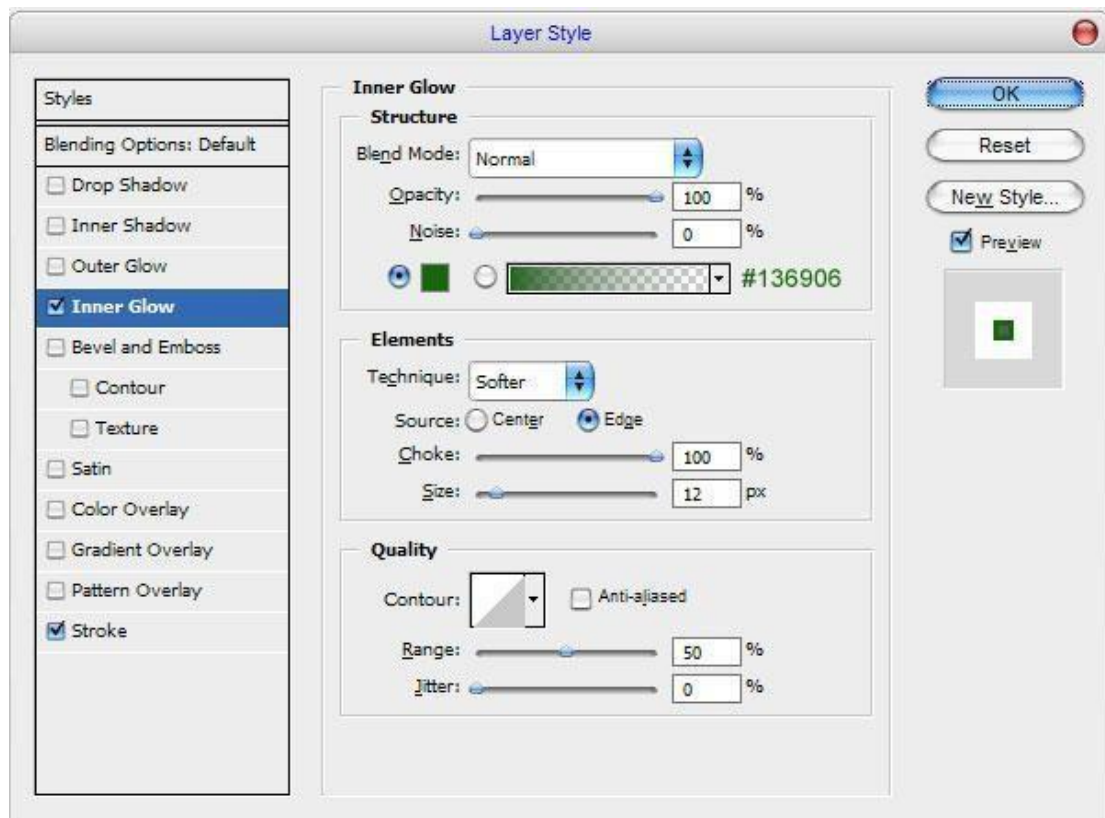 Layer Style
Styles
Blending Options: Default
Drop Shadow
Inner Shadow
Outer Glow
Inner Glow
Bevel and Emboss
Contour
Texture
Satin
Color Overlay
Gradient Overlay
Pattern Overlay
Stroke
Inner Glow
Structure
Blend Mode: Normal
Opacity: 100 %
Noise: 0 %
#136906
Elements
Technique: Softer
Source: Center Edge
Choke: 100 %
Size: 12 px
Quality
Contour: Anti-aliased
Range: 50 %
Jitter: 0 %
OK
Reset
New Style...
Preview